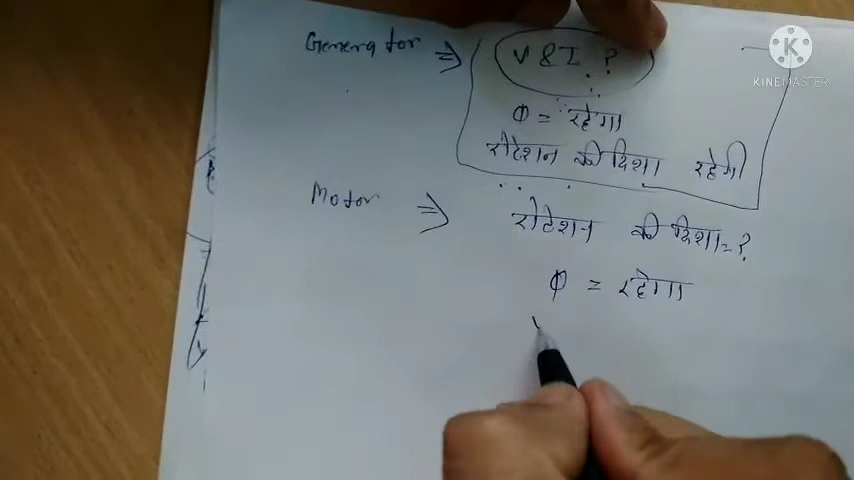 Generator ⇒ V & I ?
φ = रहेगा
रोटेशन की दिशा रहेगी
Motor ⇒ रोटेशन की दिशा = ?
φ = रहेगा
KINEMASTER